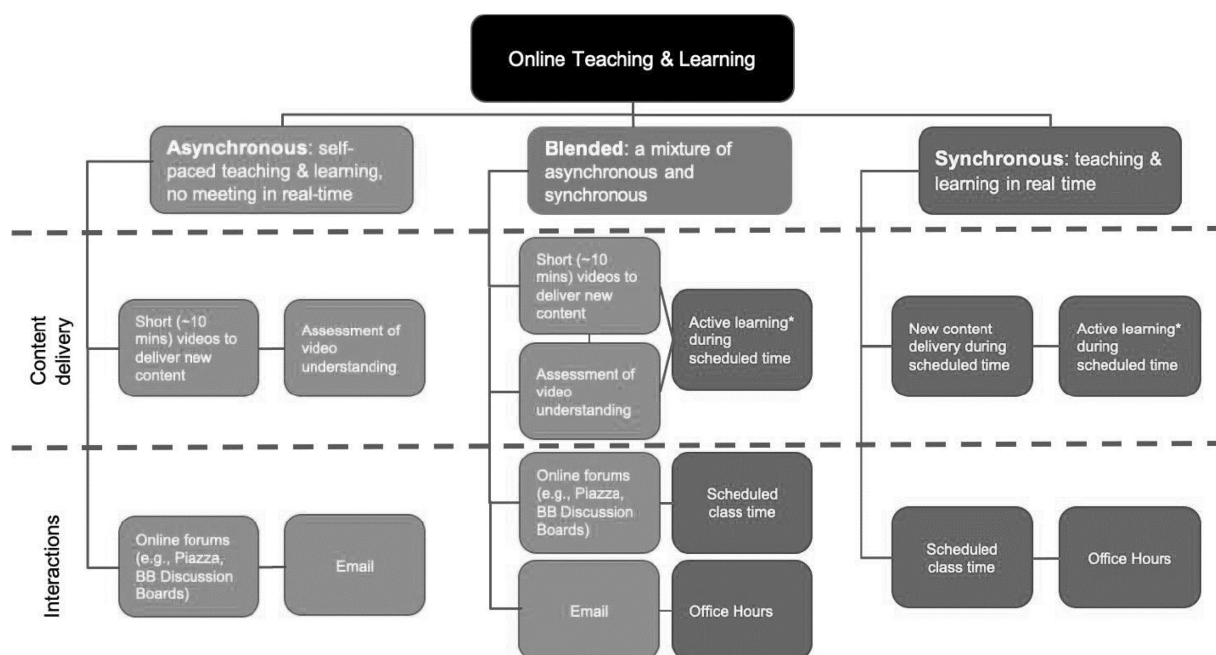 Online Teaching & Learning
Asynchronous: self-
paced teaching & learning,
no meeting in real-time
Blended: a mixture of
asynchronous and
synchronous
Synchronous: teaching &
learning in real time
Content
delivery
Short (~10
mins) videos to
deliver new
content
Assessment of
video
understanding
Short (~10
mins) videos to
deliver new
content
Assessment of
video
understanding
Active learning*
during
scheduled time
New content
delivery during
scheduled time
Active learning*
during
scheduled time
Interactions
Online forums
(e.g., Piazza,
BB Discussion
Boards)
Email
Online forums
(e.g., Piazza,
BB Discussion
Boards)
Scheduled
class time
Email
Office Hours
Scheduled
class time
Office Hours